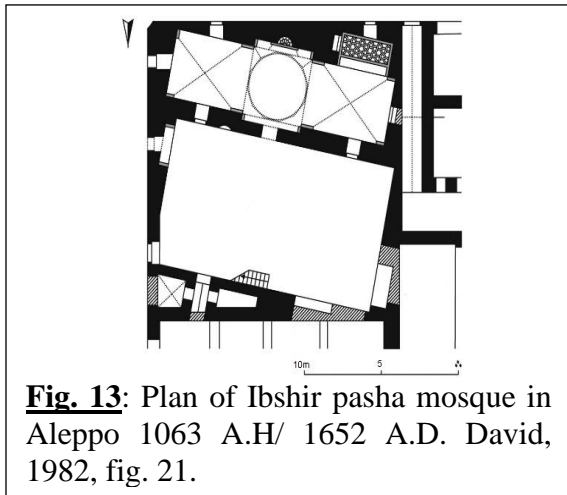 10m 5
Fig. 13: Plan of Ibshir pasha mosque in
Aleppo 1063 A.H/ 1652 A.D. David,
1982, fig. 21.